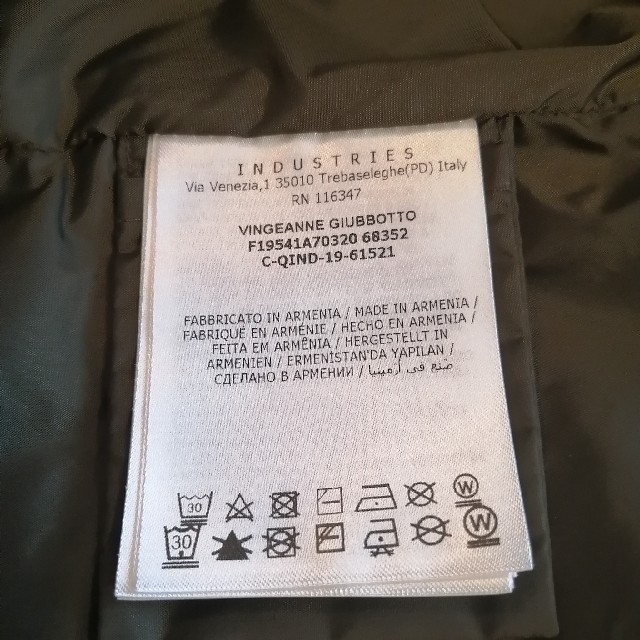 INDUSTRIES
Via Venezia,1 35010 Trebaseleghe(PD) Italy
RN 116347
VINGEANNE GIUBBOTTO
F19541A70320 68352
C-QIND-19-61521
FABBRICATO IN ARMENIA / MADE IN ARMENIA /
FABRIQUÉ EN ARMÉNIE / HECHO EN ARMENIA /
FEITA EM ARMÊNIA / HERGESTELLT IN
ARMENIEN / ERMENİSTAN'DA YAPILAN /
СДЕЛАНО В АРМЕНИИ / صنع في أرمينيا
30 W
30 W